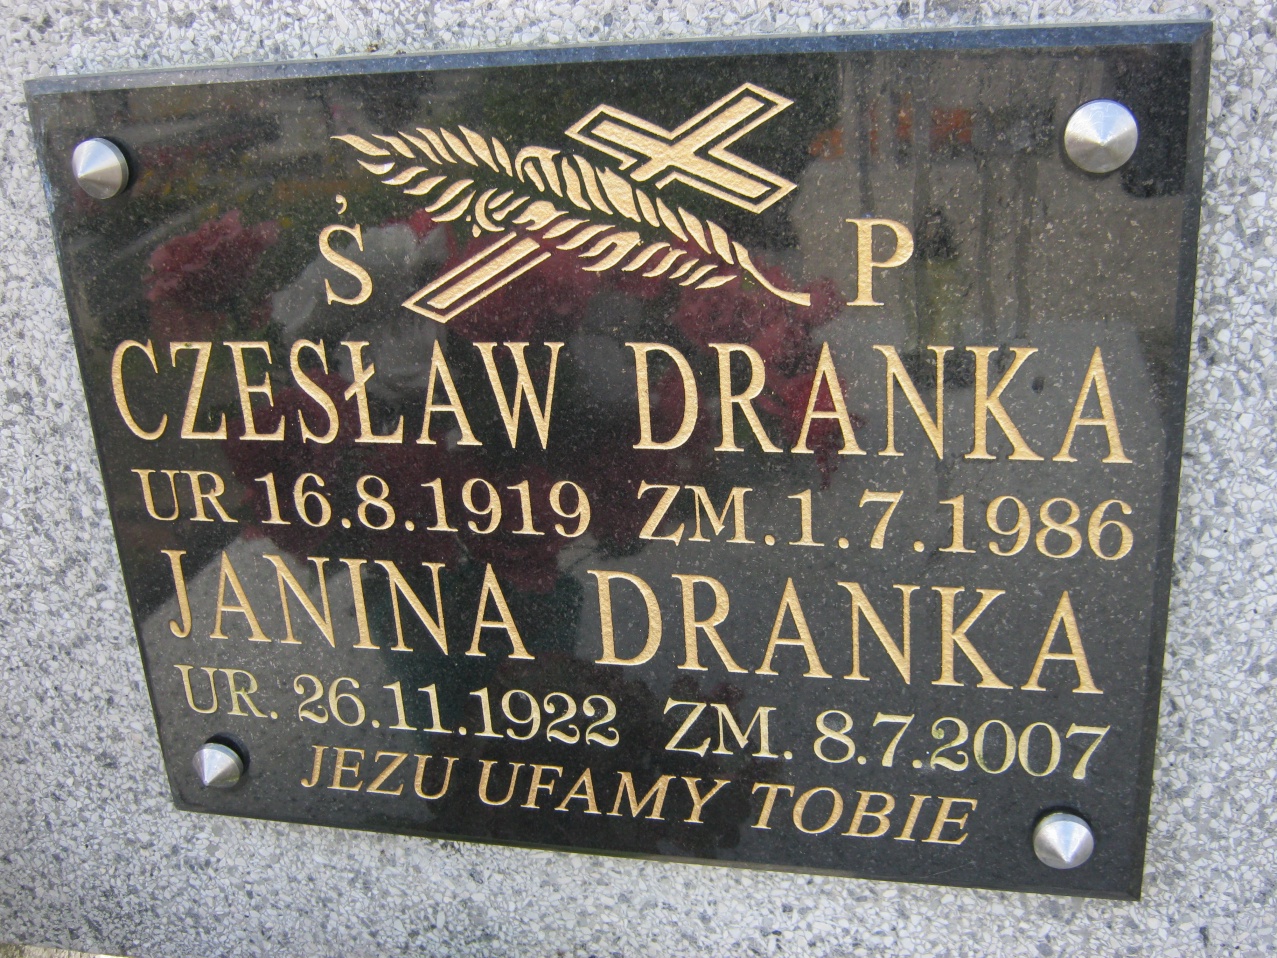 Ś P
CZESŁAW DRANKA
UR 16.8.1919 ZM.1.7.1986
JANINA DRANKA
UR. 26.11.1922 ZM. 8.7.2007
JEZU UFAMY TOBIE